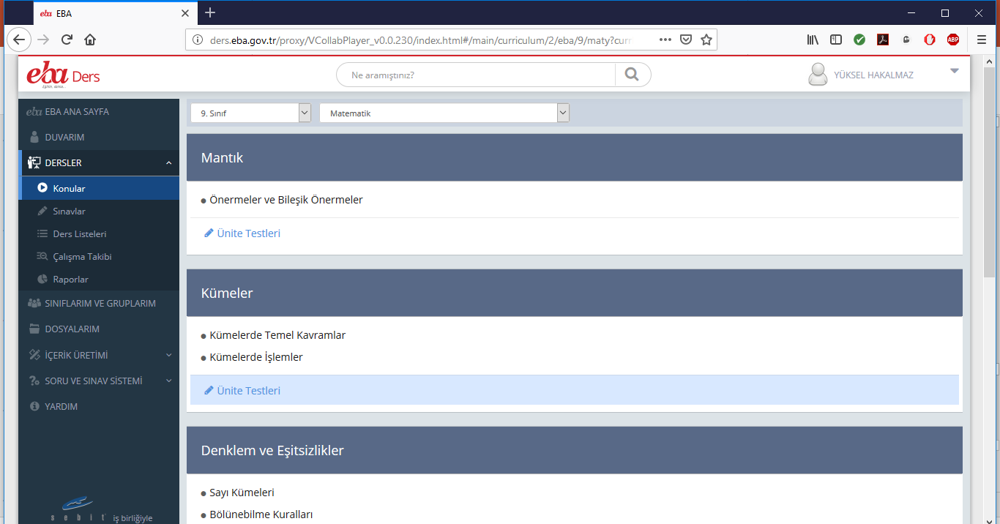 eba EBA
ders.eba.gov.tr/proxy/VCollabPlayer_v0.0.230/index.html#/main/curriculum/2/eba/9/maty?curr
ABP
eba Ders
Ne aramıştınız?
YÜKSEL HAKALMAZ
eba EBA ANA SAYFA
DUVARIM
DERSLER
Konular
Sınavlar
Ders Listeleri
Çalışma Takibi
Raporlar
SINIFLARIM VE GRUPLARIM
DOSYALARIM
İÇERİK ÜRETİMİ
SORU VE SINAV SİSTEMİ
YARDIM
sebit iş birliğiyle
9. Sınıf
Matematik
Mantık
Önermeler ve Bileşik Önermeler
Ünite Testleri
Kümeler
Kümelerde Temel Kavramlar
Kümelerde İşlemler
Ünite Testleri
Denklem ve Eşitsizlikler
Sayı Kümeleri
Bölünebilme Kuralları